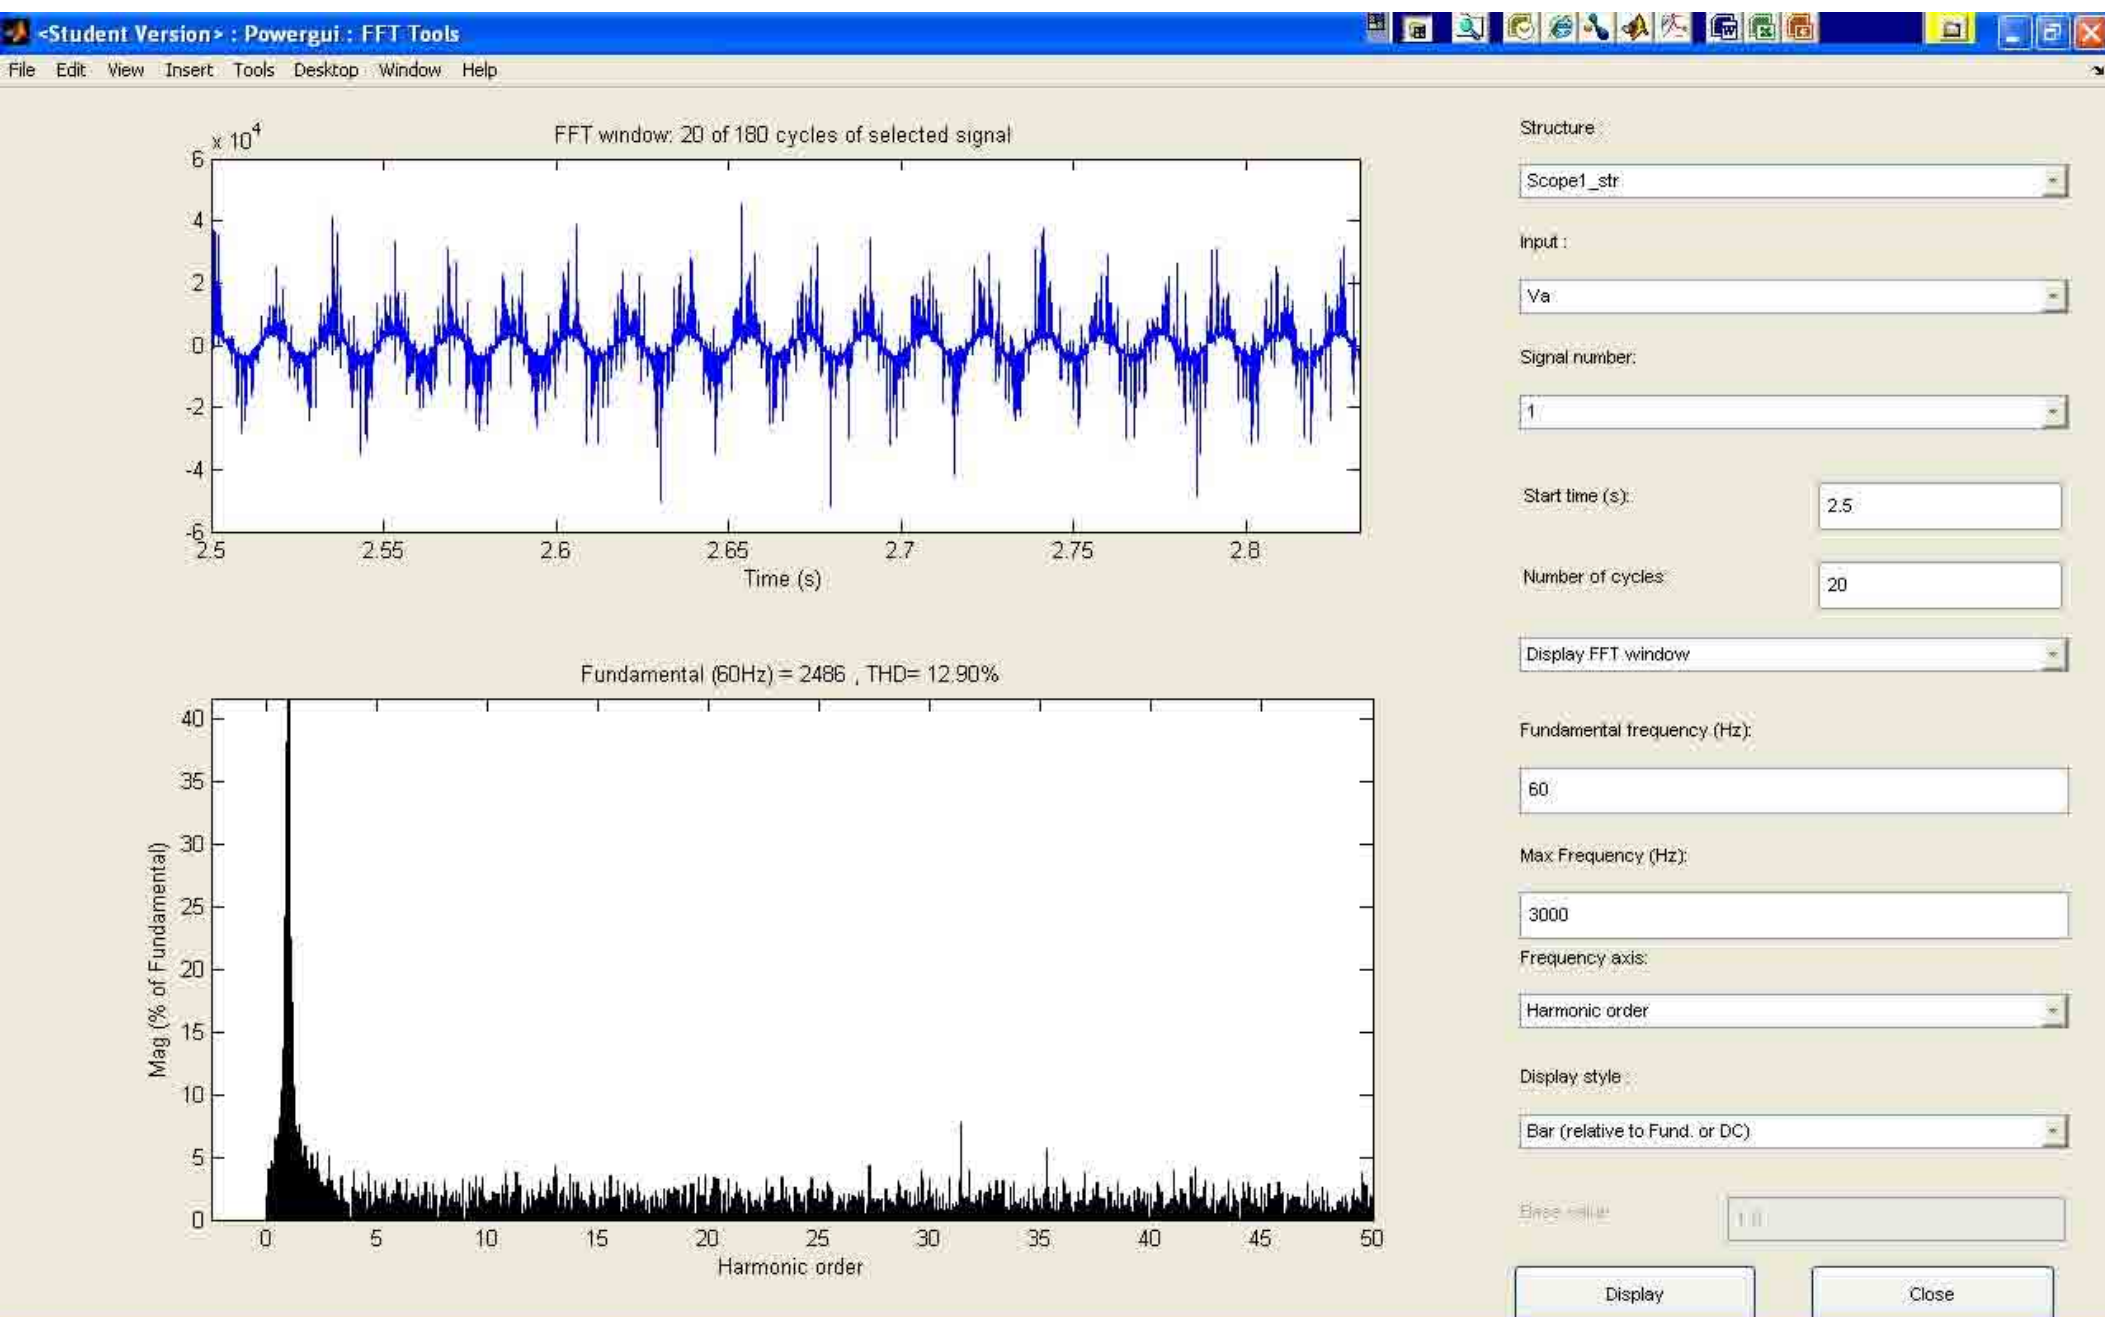 <Student Version> : Powergui : FFT Tools
File Edit View Insert Tools Desktop Window Help
x 10^4
FFT window: 20 of 180 cycles of selected signal
6
4
2
0
-2
-4
-6
2.5 2.55 2.6 2.65 2.7 2.75 2.8
Time (s)
Fundamental (60Hz) = 2486 , THD= 12.90%
40
35
30
25
20
15
10
5
0
Mag (% of Fundamental)
0 5 10 15 20 25 30 35 40 45 50
Harmonic order
Structure :
Scope1_str
Input :
Va
Signal number:
1
Start time (s): 2.5
Number of cycles: 20
Display FFT window
Fundamental frequency (Hz):
60
Max Frequency (Hz):
3000
Frequency axis:
Harmonic order
Display style :
Bar (relative to Fund. or DC)
Base value: 1.0
Display Close